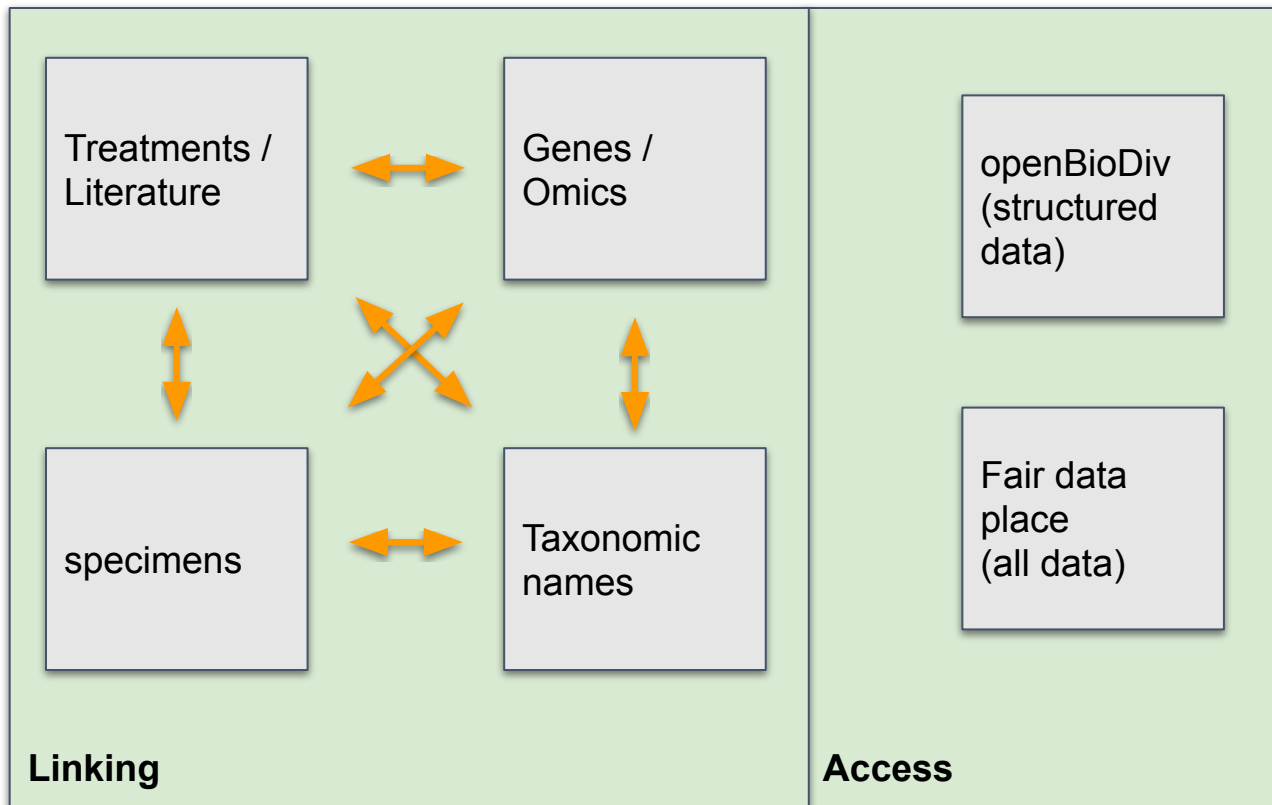 Treatments /
Literature
Genes /
Omics
specimens
Taxonomic
names
Linking
openBioDiv
(structured
data)
Fair data
place
(all data)
Access